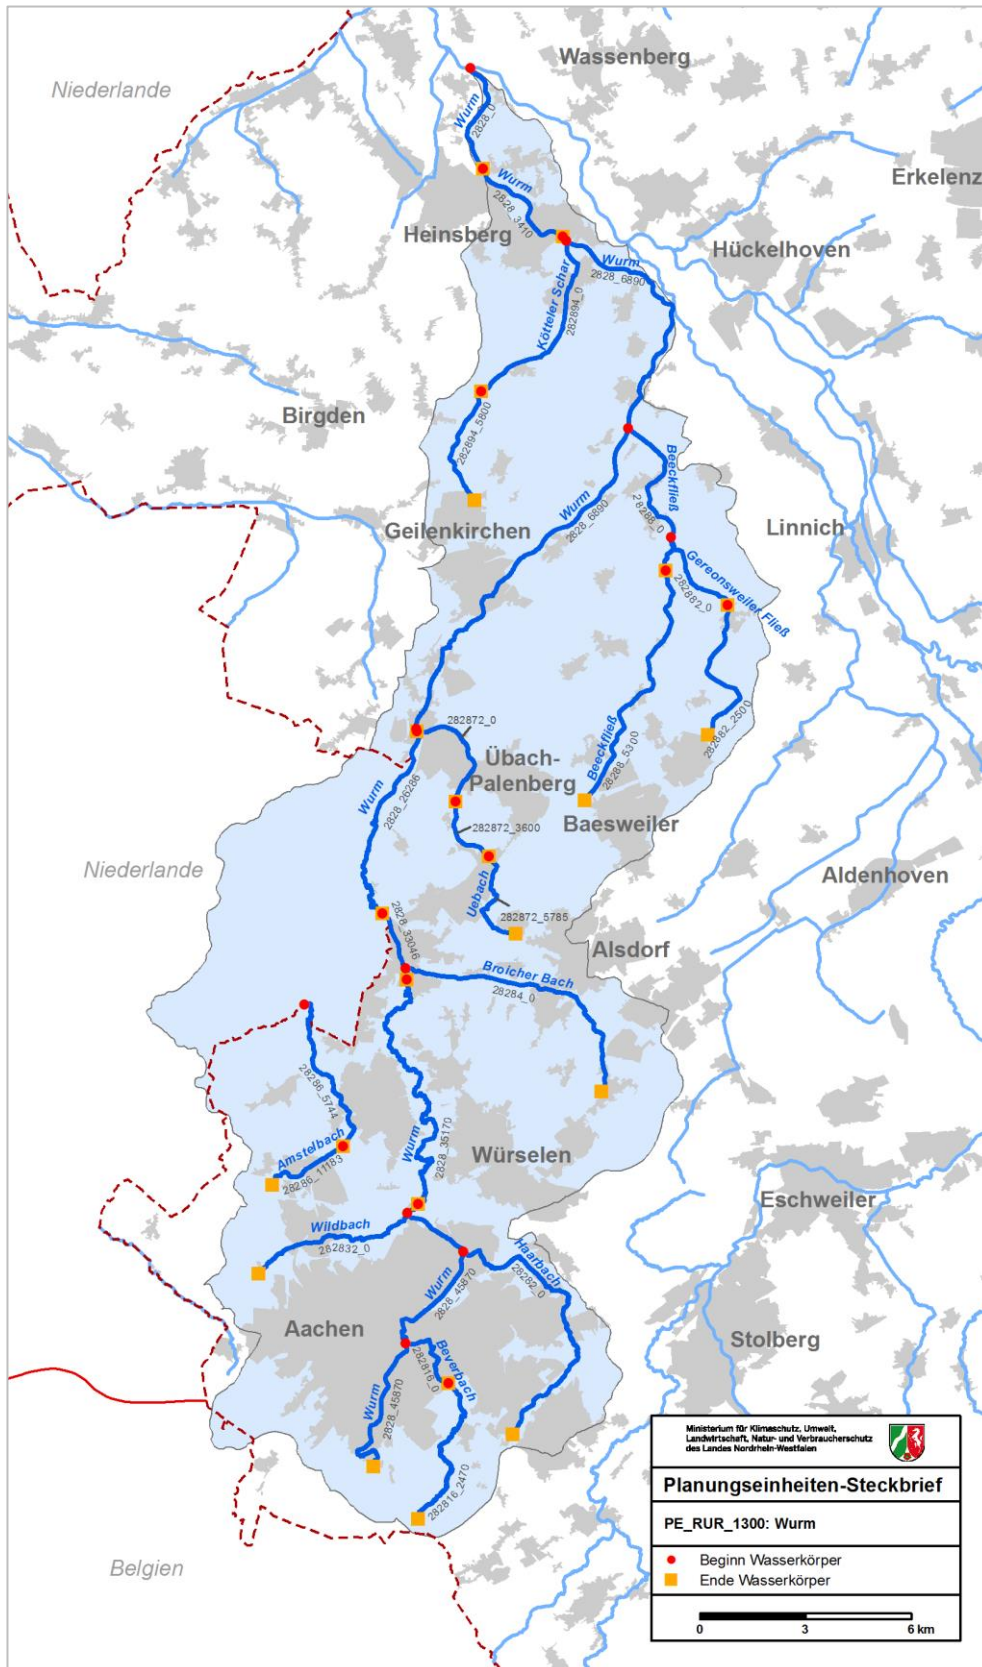 Wassenberg
Niederlande
Wurm
2828_0
Erkelenz
Wurm
2828_3410
Heinsberg
Hückelhoven
Wurm
2828_6890
Kötteler Schar
282894_0
Birgden
282894_5800
Beeckfließ
28288_0
Wurm
2828_6890
Geilenkirchen
Linnich
Gereonsweiler Fließ
282882_0
282872_0
282882_2500
Übach-
Palenberg
Wurm
2828_26286
Beeckfließ
28288_5300
282872_3600
Baesweiler
Niederlande
Aldenhoven
Uebach
282872_5785
2828_33046
Alsdorf
Broicher Bach
28284_0
28286_5744
Amstelbach
28286_11183
Wurm
2828_35170
Würselen
Eschweiler
Wildbach
282832_0
Haarbach
28282_0
Wurm
2828_45870
Aachen
Stolberg
Beverbach
282816_0
Wurm
2828_45870
282816_2470
Belgien
Ministerium für Klimaschutz, Umwelt,
Landwirtschaft, Natur- und Verbraucherschutz
des Landes Nordrhein-Westfalen
Planungseinheiten-Steckbrief
PE_RUR_1300: Wurm
Beginn Wasserkörper
Ende Wasserkörper
0 3 6 km